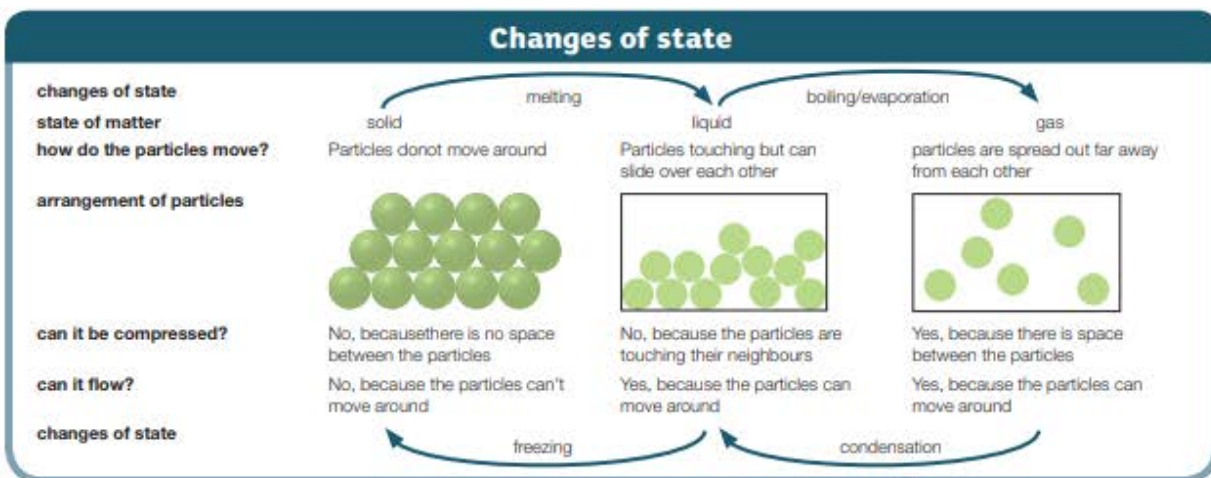 Changes of state
changes of state
melting
boiling/evaporation
state of matter
solid
liquid
gas
how do the particles move?
Particles donot move around
Particles touching but can
slide over each other
particles are spread out far away
from each other
arrangement of particles
can it be compressed?
No, becausethere is no space
between the particles
No, because the particles are
touching their neighbours
Yes, because there is space
between the particles
can it flow?
No, because the particles can't
move around
Yes, because the particles can
move around
Yes, because the particles can
move around
changes of state
freezing
condensation